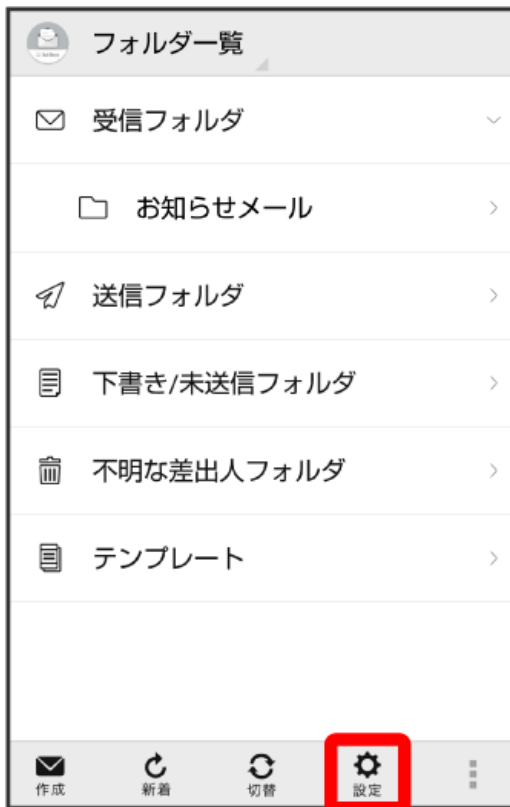 フォルダ一覧
受信フォルダ
お知らせメール
送信フォルダ
下書き/未送信フォルダ
不明な差出人フォルダ
テンプレート
作成 新着 切替 設定